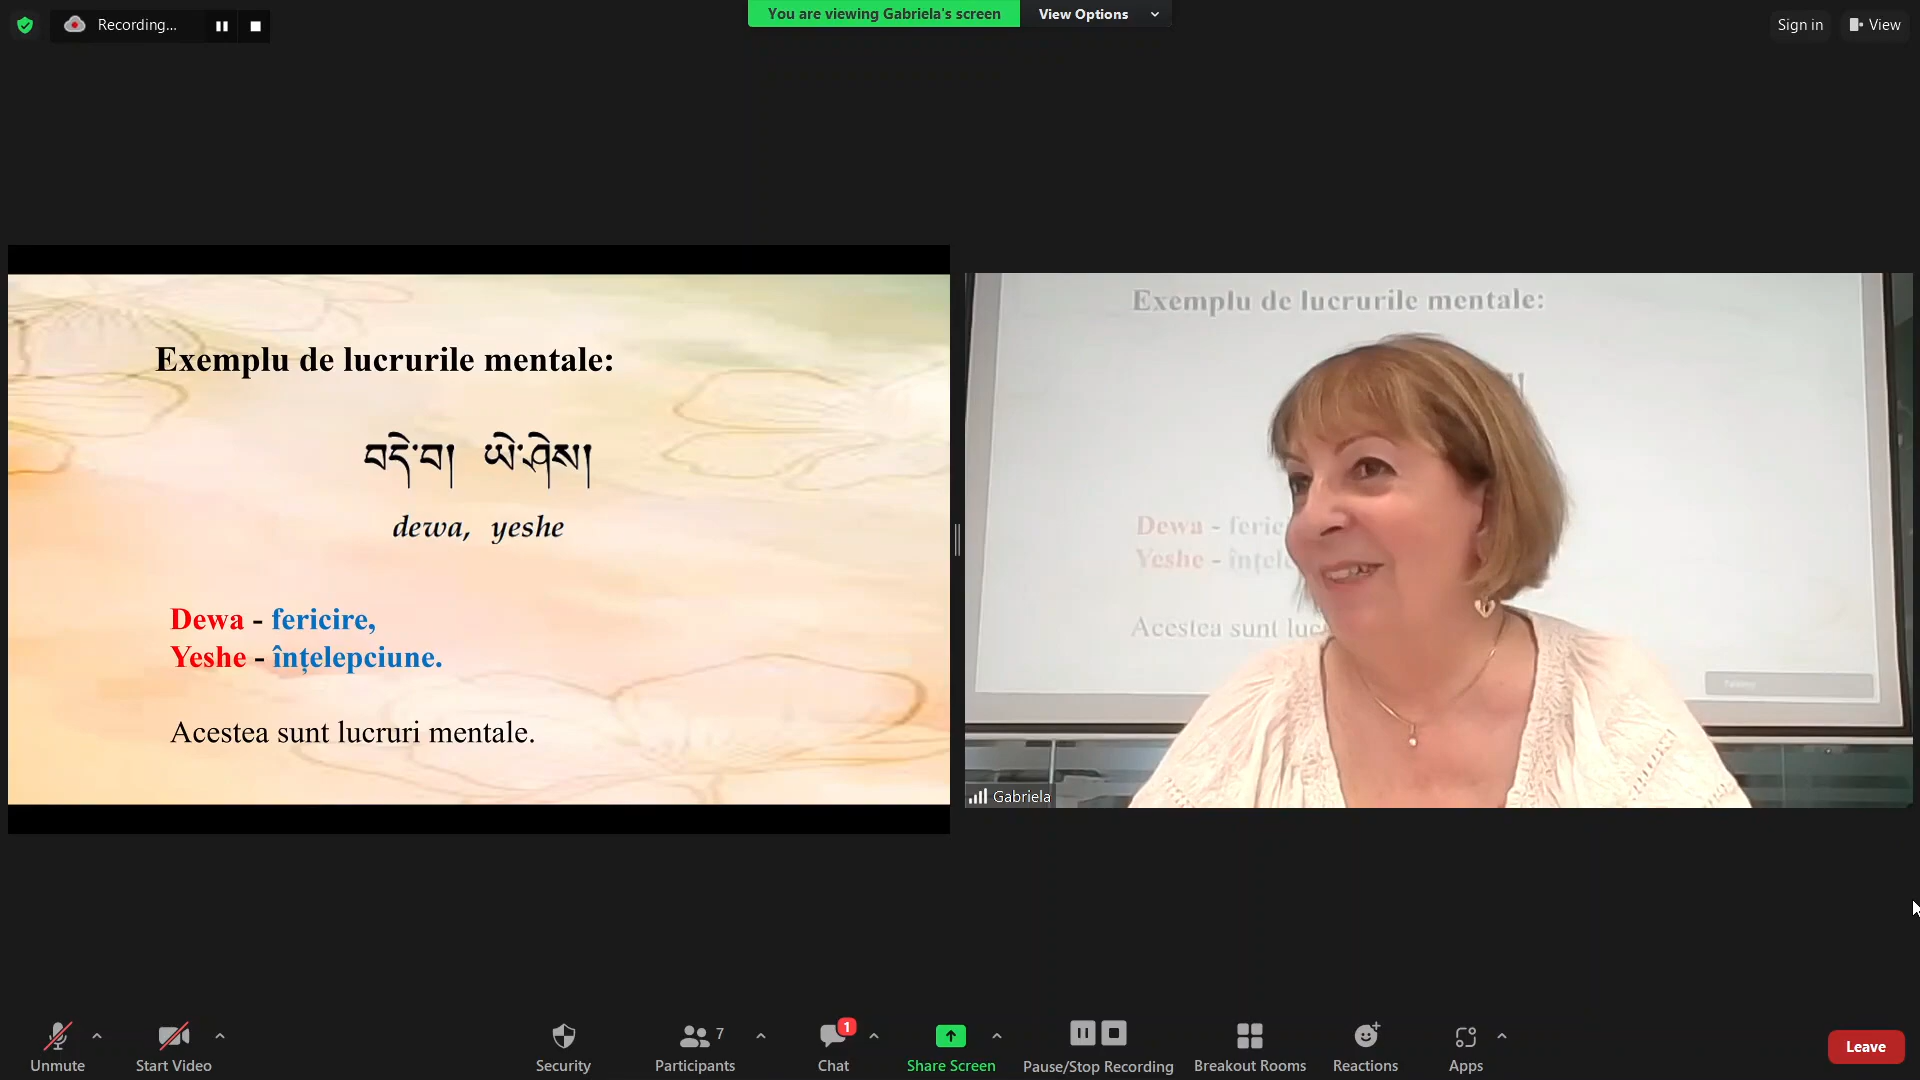 Recording...
You are viewing Gabriela's screen
View Options
Sign in
View
Exemplu de lucrurile mentale:
བདེ་བ། ཡེ་ཤེས།
dewa, yeshe
Dewa - fericire,
Yeshe - înțelepciune.
Acestea sunt lucruri mentale.
Exemplu de lucrurile mentale:
Dewa - feric
Yeshe - înțele
Acestea sunt luc
Gabriela
Unmute
Start Video
Security
Participants 7
Chat 1
Share Screen
Pause/Stop Recording
Breakout Rooms
Reactions
Apps
Leave